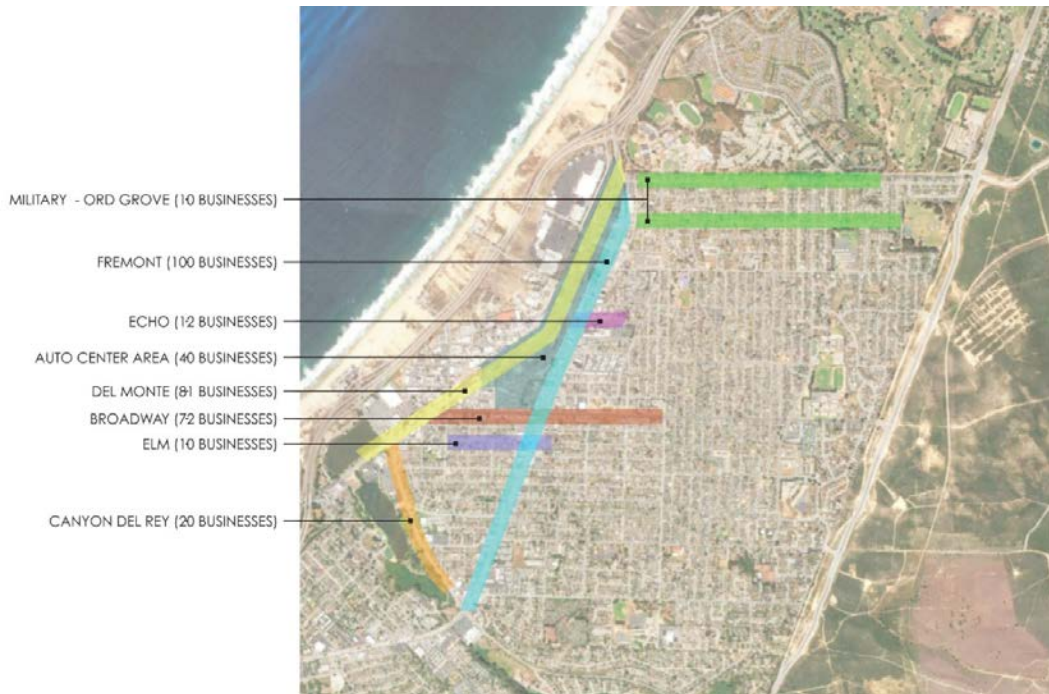 MILITARY - ORD GROVE (10 BUSINESSES)
FREMONT (100 BUSINESSES)
ECHO (12 BUSINESSES)
AUTO CENTER AREA (40 BUSINESSES)
DEL MONTE (81 BUSINESSES)
BROADWAY (72 BUSINESSES)
ELM (10 BUSINESSES)
CANYON DEL REY (20 BUSINESSES)